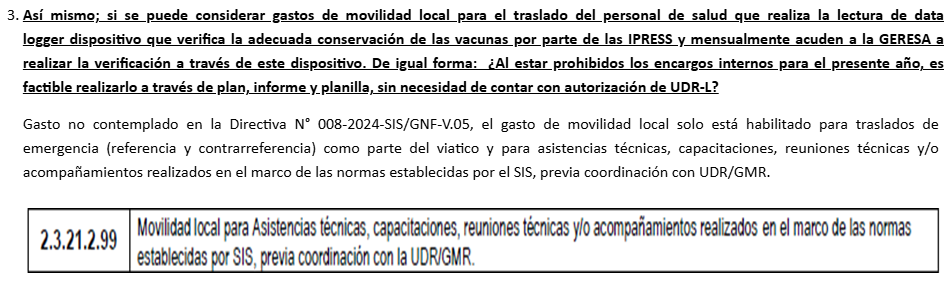 3. Así mismo; si se puede considerar gastos de movilidad local para el traslado del personal de salud que realiza la lectura de data
logger dispositivo que verifica la adecuada conservación de las vacunas por parte de las IPRESS y mensualmente acuden a la GERESA a
realizar la verificación a través de este dispositivo. De igual forma: ¿Al estar prohibidos los encargos internos para el presente año, es
factible realizarlo a través de plan, informe y planilla, sin necesidad de contar con autorización de UDR-L?
Gasto no contemplado en la Directiva N° 008-2024-SIS/GNF-V.05, el gasto de movilidad local solo está habilitado para traslados de
emergencia (referencia y contrarreferencia) como parte del viatico y para asistencias técnicas, capacitaciones, reuniones técnicas y/o
acompañamientos realizados en el marco de las normas establecidas por el SIS, previa coordinación con UDR/GMR.
2.3.21.2.99
Movilidad local para Asistencias técnicas, capacitaciones, reuniones técnicas y/o acompañamientos realizados en el marco de las normas
establecidas por SIS, previa coordinación con la UDR/GMR.